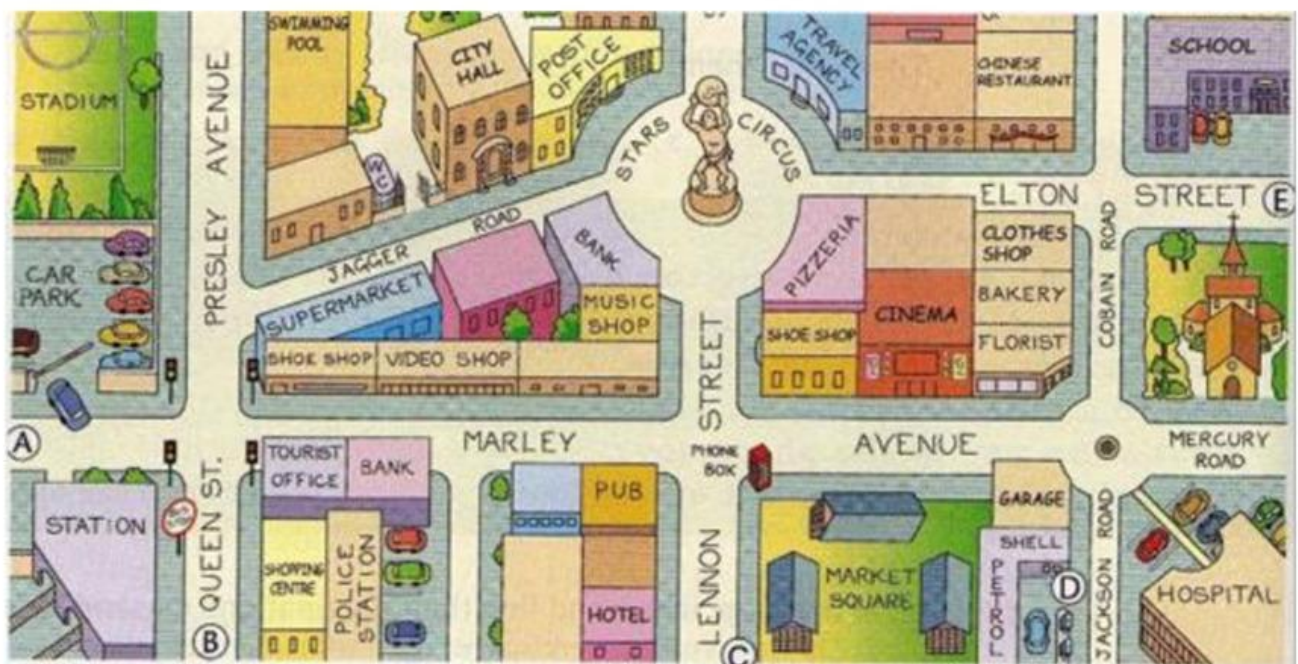 SWIMMING
POOL
CITY
HALL
POST
OFFICE
TRAVEL
AGENCY
CHINESE
RESTAURANT
SCHOOL
STADIUM
PRESLEY AVENUE
STARS CIRCUS
ELTON STREET E
JAGGER ROAD
BANK
PIZZERIA
CLOTHES
SHOP
COBAIN ROAD
CAR
PARK
SUPERMARKET
MUSIC
SHOP
CINEMA
BAKERY
SHOE SHOP
FLORIST
SHOE SHOP
VIDEO SHOP
LENNON STREET
A
MARLEY AVENUE
MERCURY
ROAD
PHONE
BOX
TOURIST
OFFICE
BANK
PUB
GARAGE
STATION
BUS
STOP
QUEEN ST.
SHOPPING
CENTRE
POLICE
STATION
HOTEL
MARKET
SQUARE
SHELL
PETROL
D
JACKSON ROAD
HOSPITAL
B
C